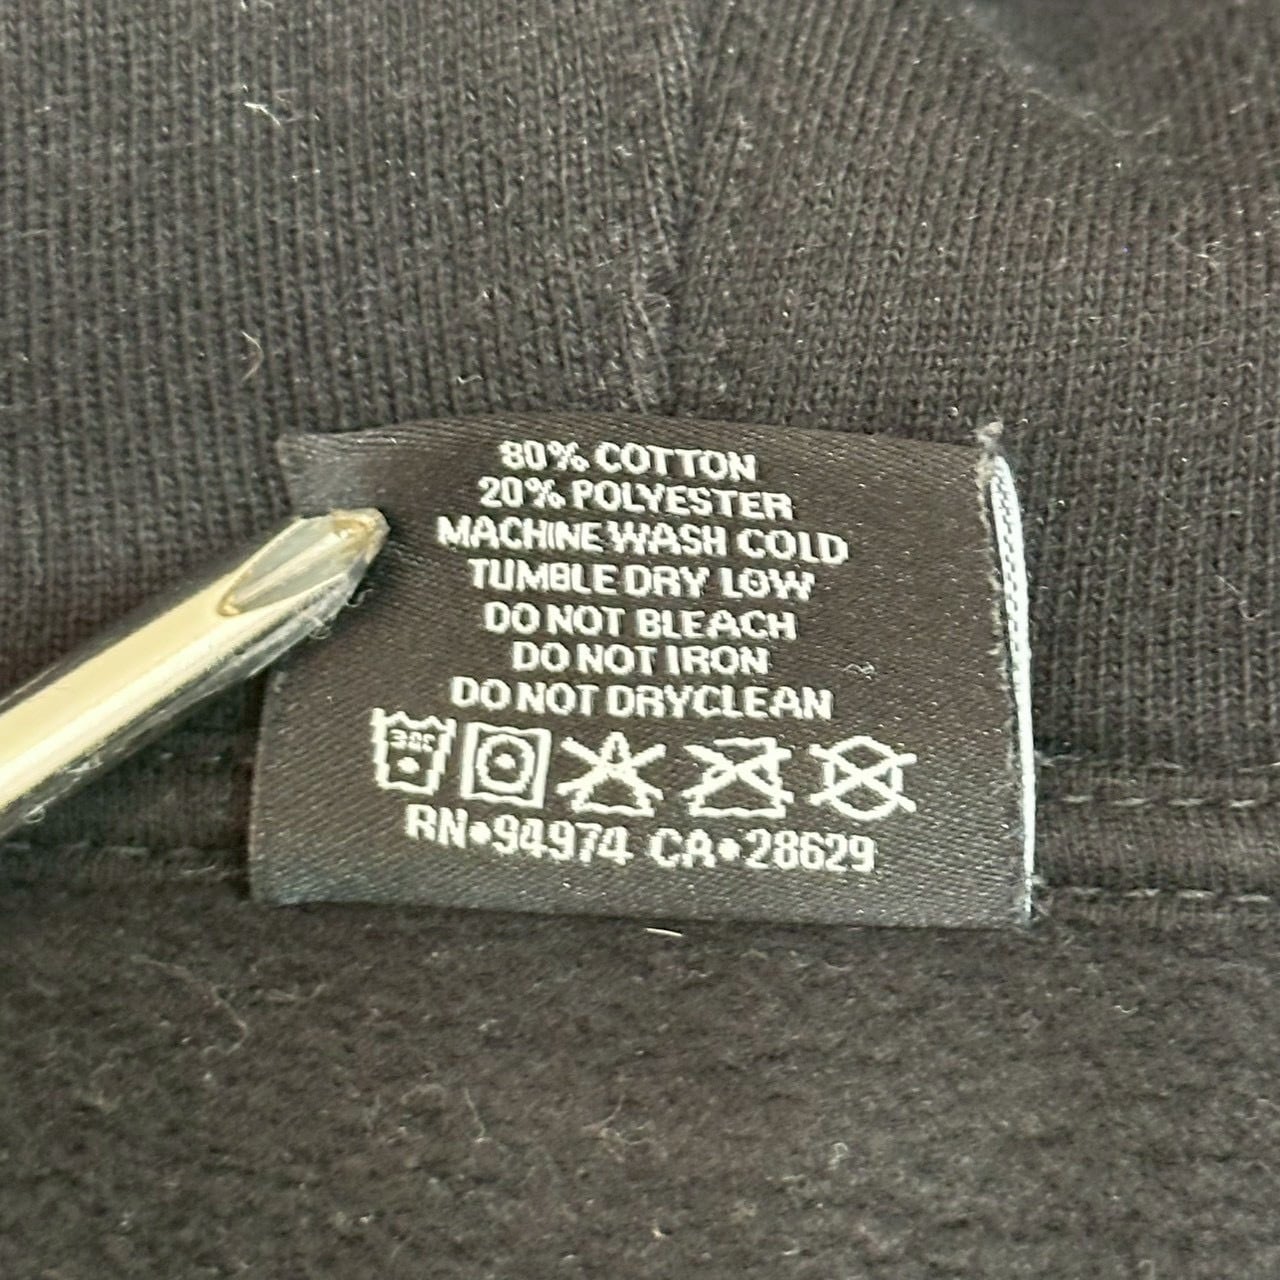 80% COTTON
20% POLYESTER
MACHINE WASH COLD
TUMBLE DRY LOW
DO NOT BLEACH
DO NOT IRON
DO NOT DRYCLEAN
30C
RN•94974 CA•28629